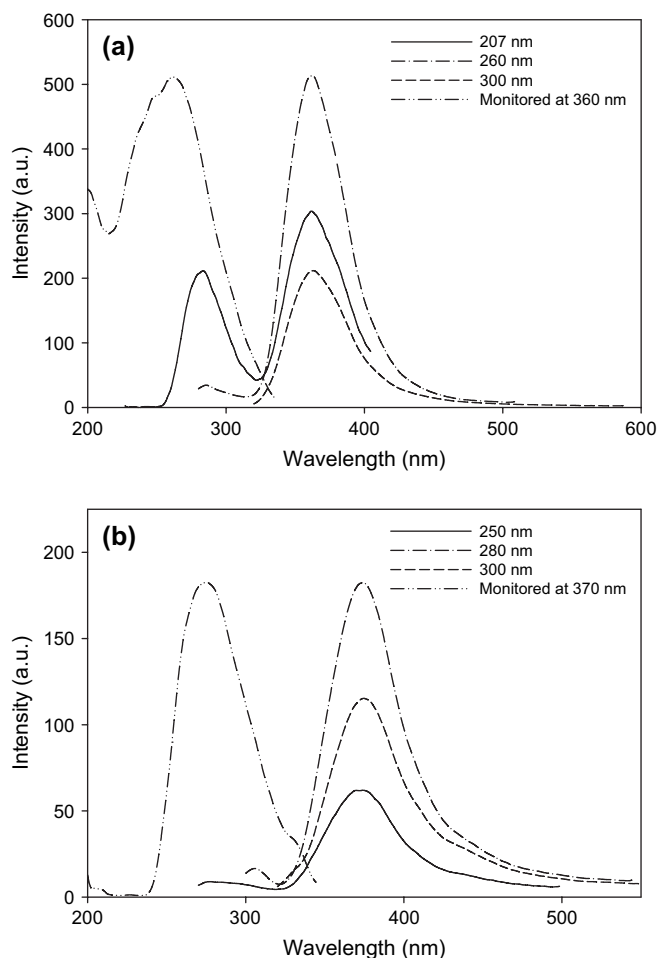 (a)
207 nm
260 nm
300 nm
Monitored at 360 nm
Intensity (a.u.)
600
500
400
300
200
100
0
200 300 400 500 600
Wavelength (nm)
(b)
250 nm
280 nm
300 nm
Monitored at 370 nm
Intensity (a.u.)
200
150
100
50
0
200 300 400 500
Wavelength (nm)